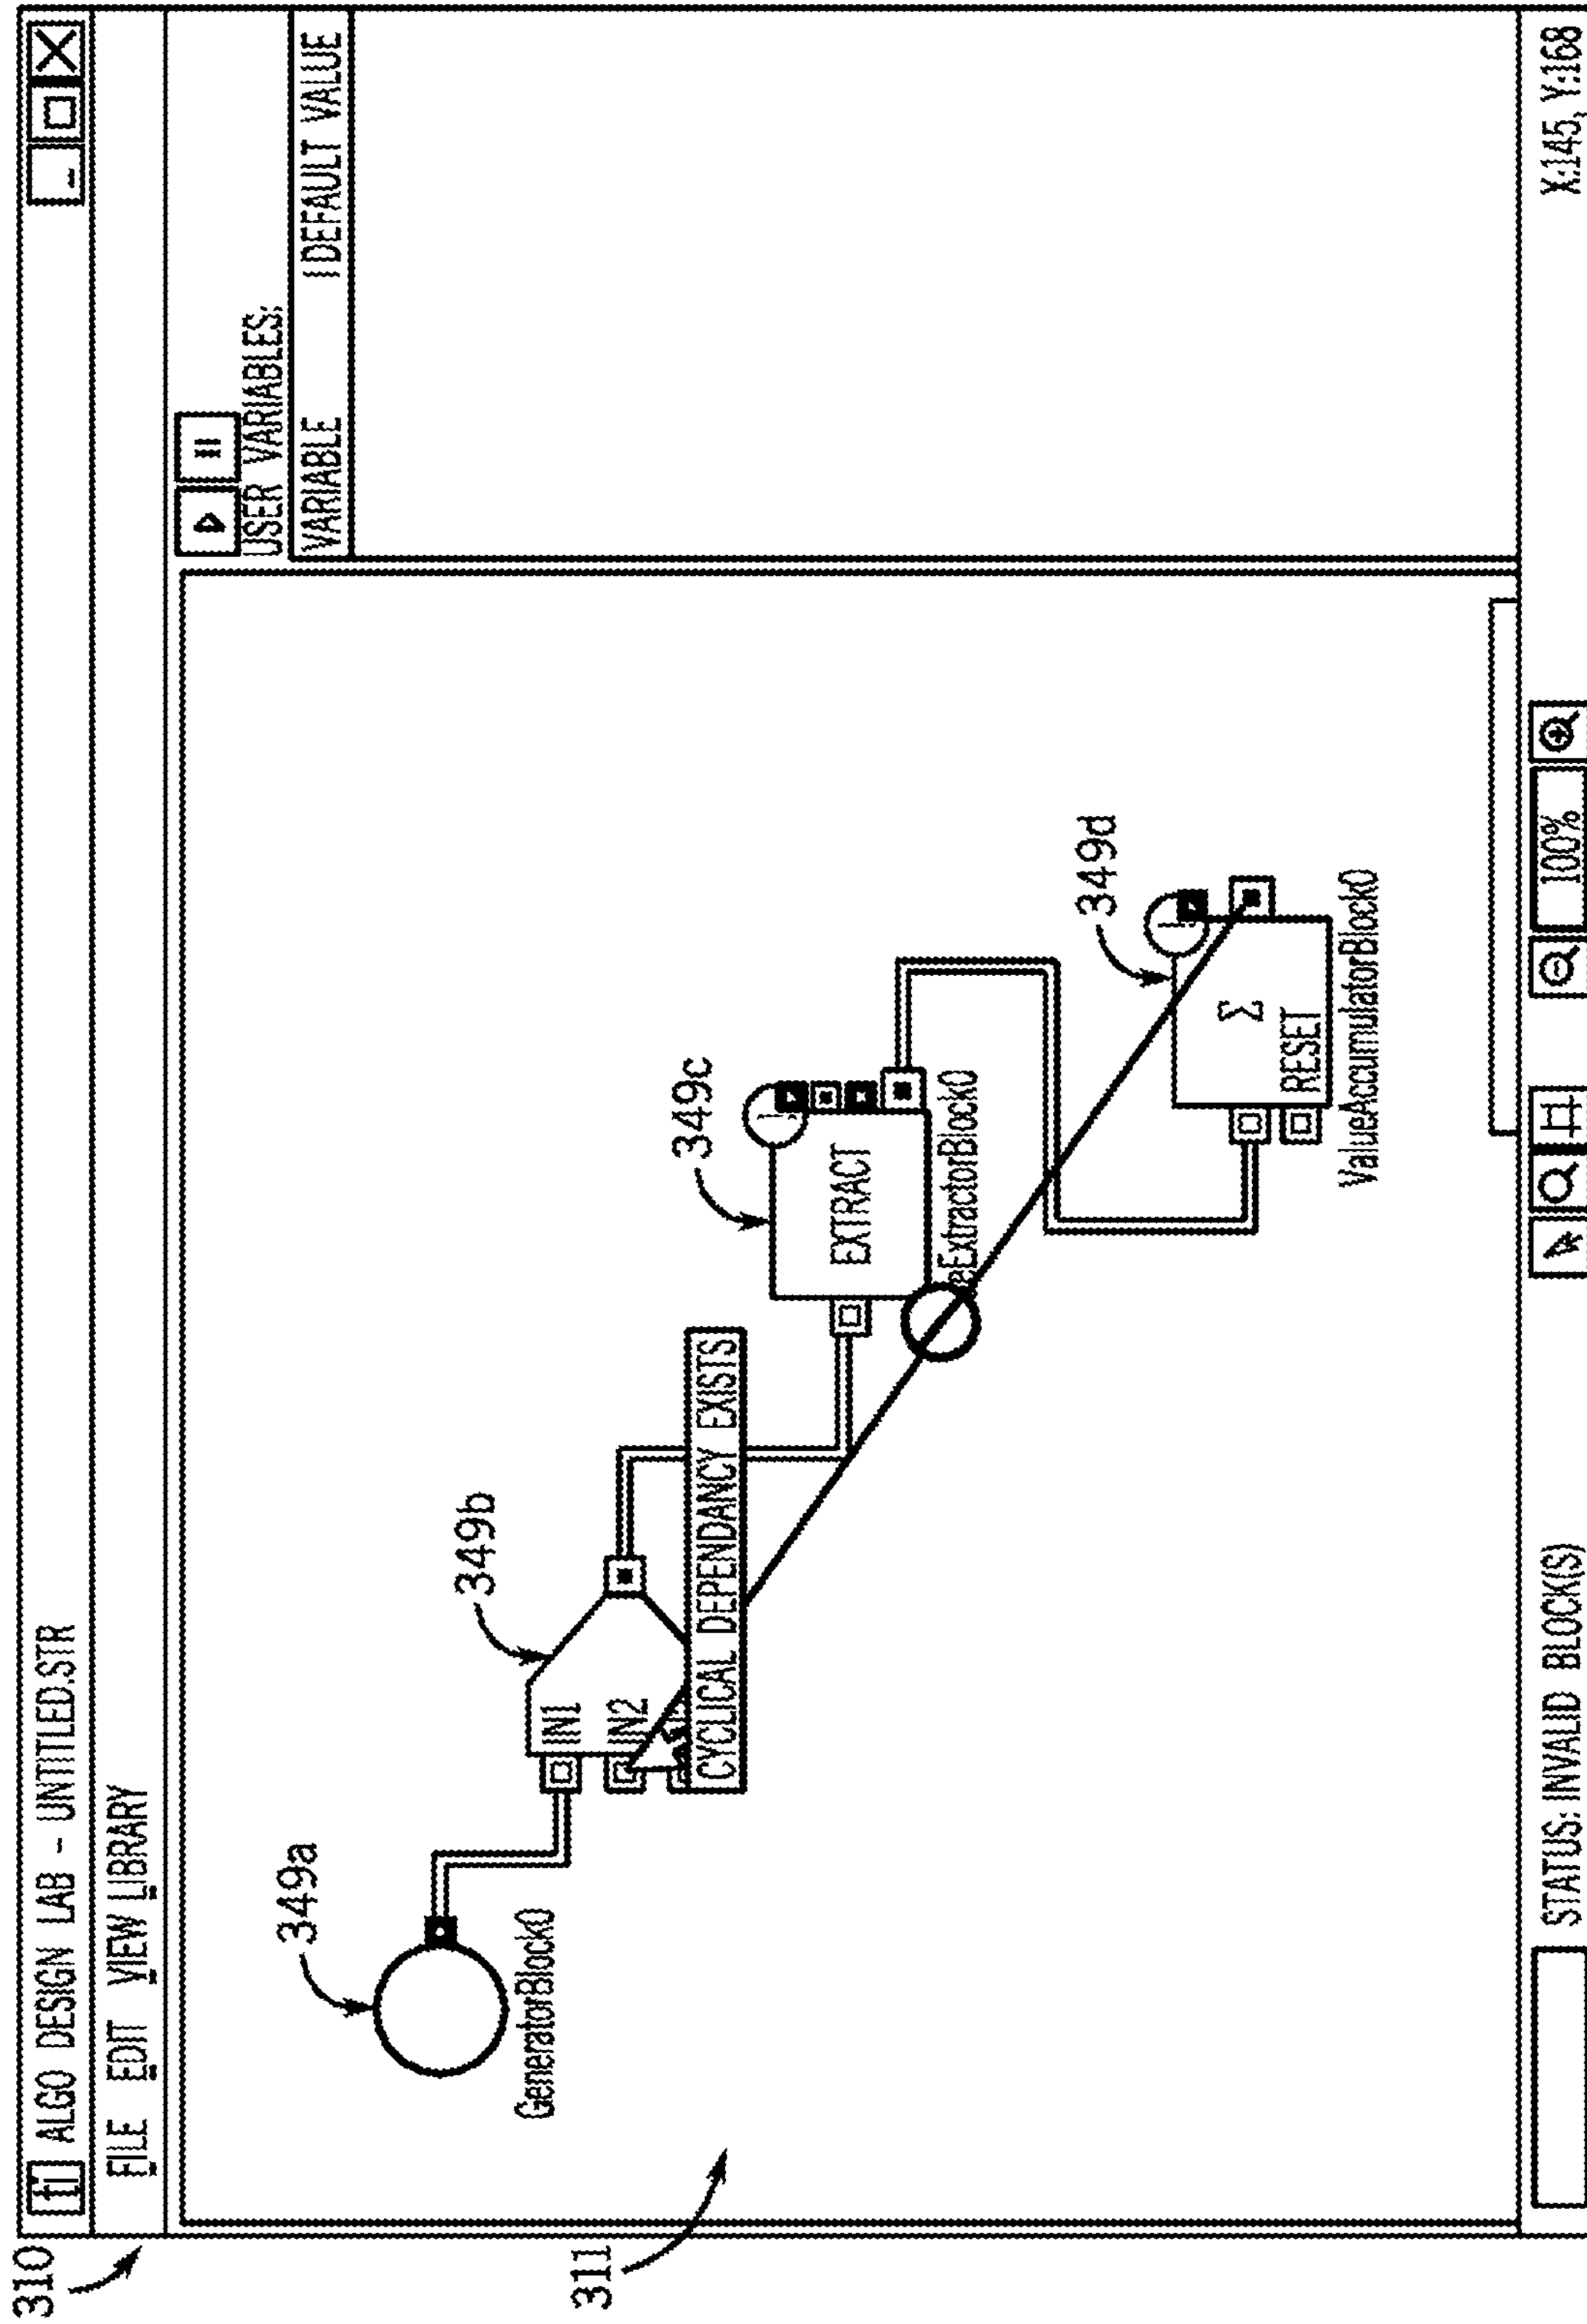 310
ALGO DESIGN LAB - UNTITLED.STR
FILE EDIT VIEW LIBRARY
USER VARIABLES:
VARIABLE | DEFAULT VALUE
311
349a
GeneratorBlock0
349b
IN1
IN2
CYCLICAL DEPENDANCY EXISTS
349c
EXTRACT
eExtractorBlock0
349d
Σ
RESET
ValueAccumulatorBlock0
STATUS: INVALID BLOCK(S)
100%
X:145, Y:168